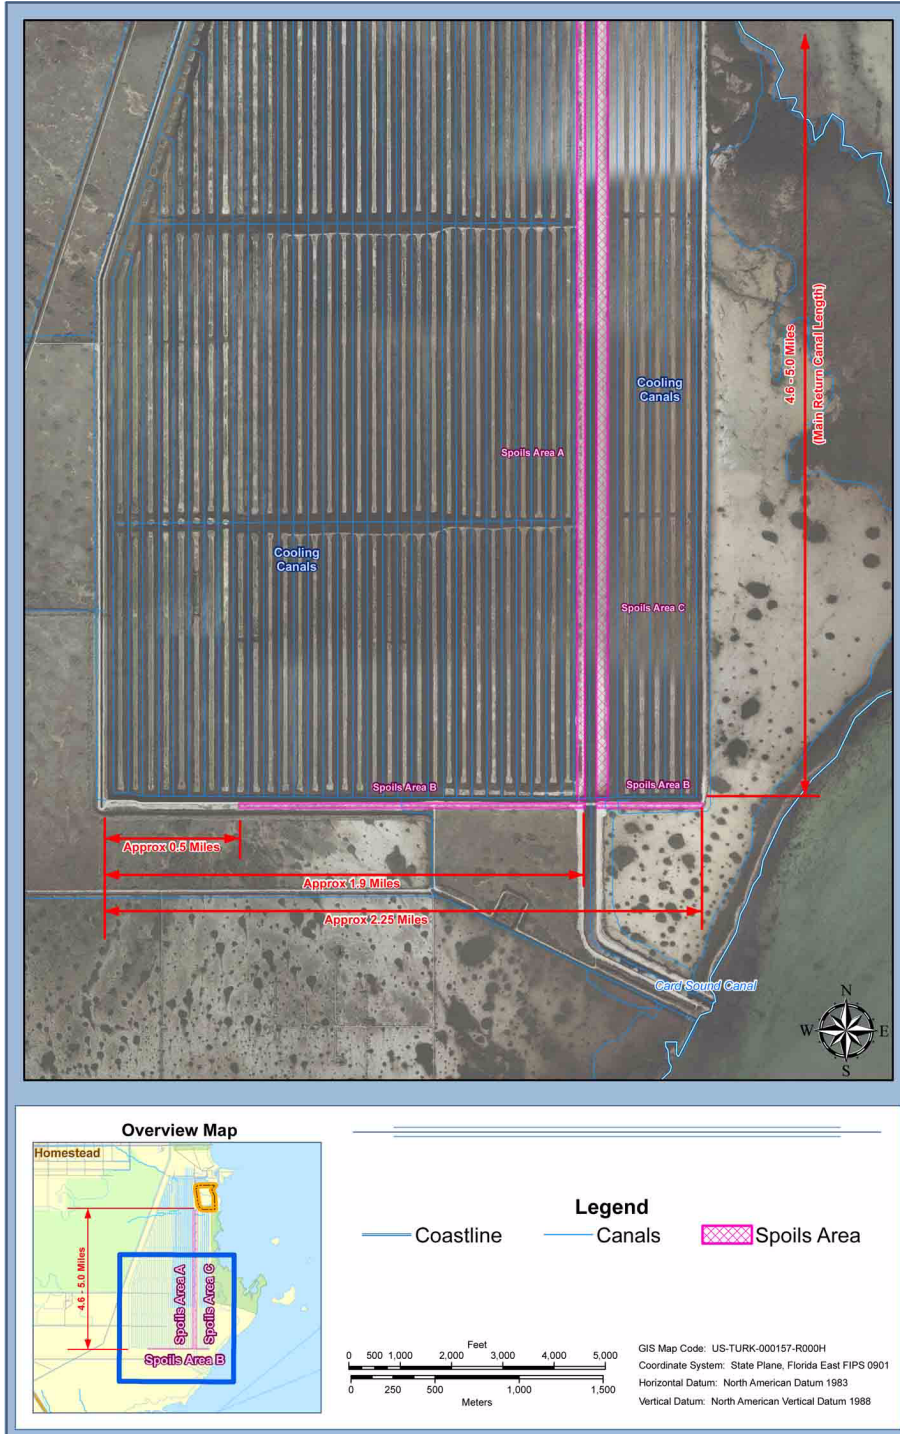 4.6 - 5.0 Miles
(Main Return Canal Length)
Cooling
Canals
Spoils Area A
Cooling
Canals
Spoils Area C
Spoils Area B
Spoils Area B
Approx 0.5 Miles
Approx 1.9 Miles
Approx 2.25 Miles
Card Sound Canal
N
W
E
S
Overview Map
Homestead
4.6 - 5.0 Miles
Spoils Area A
Spoils Area C
Spoils Area B
Legend
Coastline
Canals
Spoils Area
Feet
0 500 1,000 2,000 3,000 4,000 5,000
0 250 500 1,000 1,500
Meters
GIS Map Code: US-TURK-000157-R000H
Coordinate System: State Plane, Florida East FIPS 0901
Horizontal Datum: North American Datum 1983
Vertical Datum: North American Vertical Datum 1988